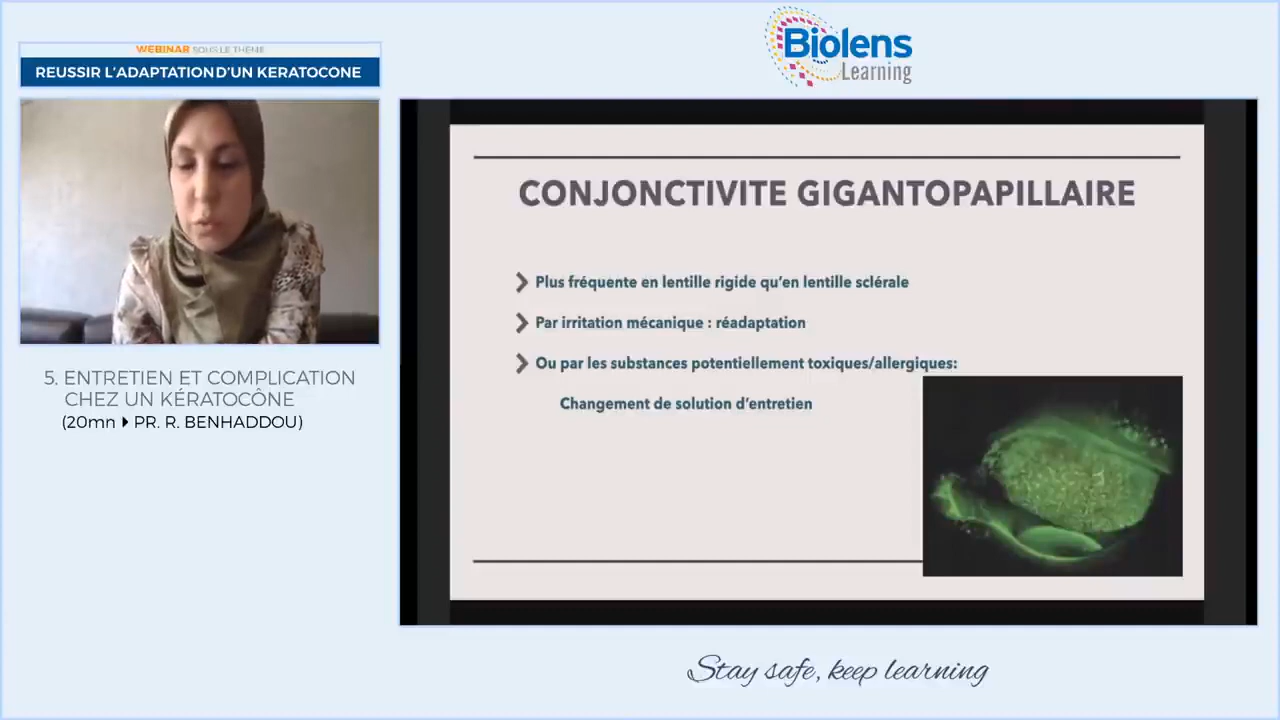 WEBINAR SOUS LE THEME
REUSSIR L'ADAPTATION D'UN KERATOCONE
Biolens
Learning
CONJONCTIVITE GIGANTOPAPILLAIRE
Plus fréquente en lentille rigide qu'en lentille sclérale
Par irritation mécanique : réadaptation
Ou par les substances potentiellement toxiques/allergiques:
Changement de solution d'entretien
5. ENTRETIEN ET COMPLICATION
CHEZ UN KÉRATOCÔNE
(20mn PR. R. BENHADDOU)
Stay safe, keep learning